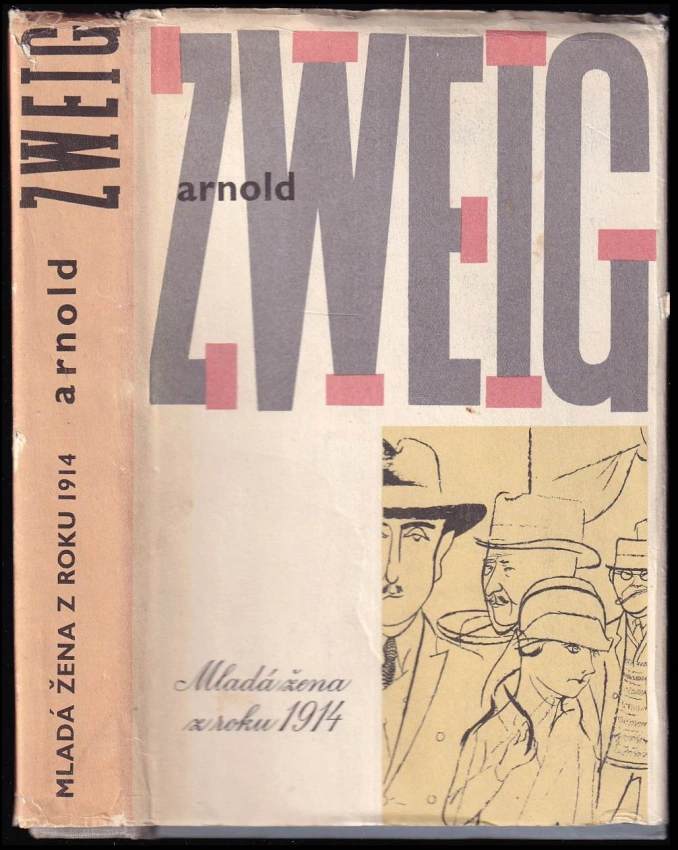 ZWEIG
arnold
Mladá žena
z roku 1914
MLADÁ ŽENA Z ROKU 1914 arnold ZWEIG